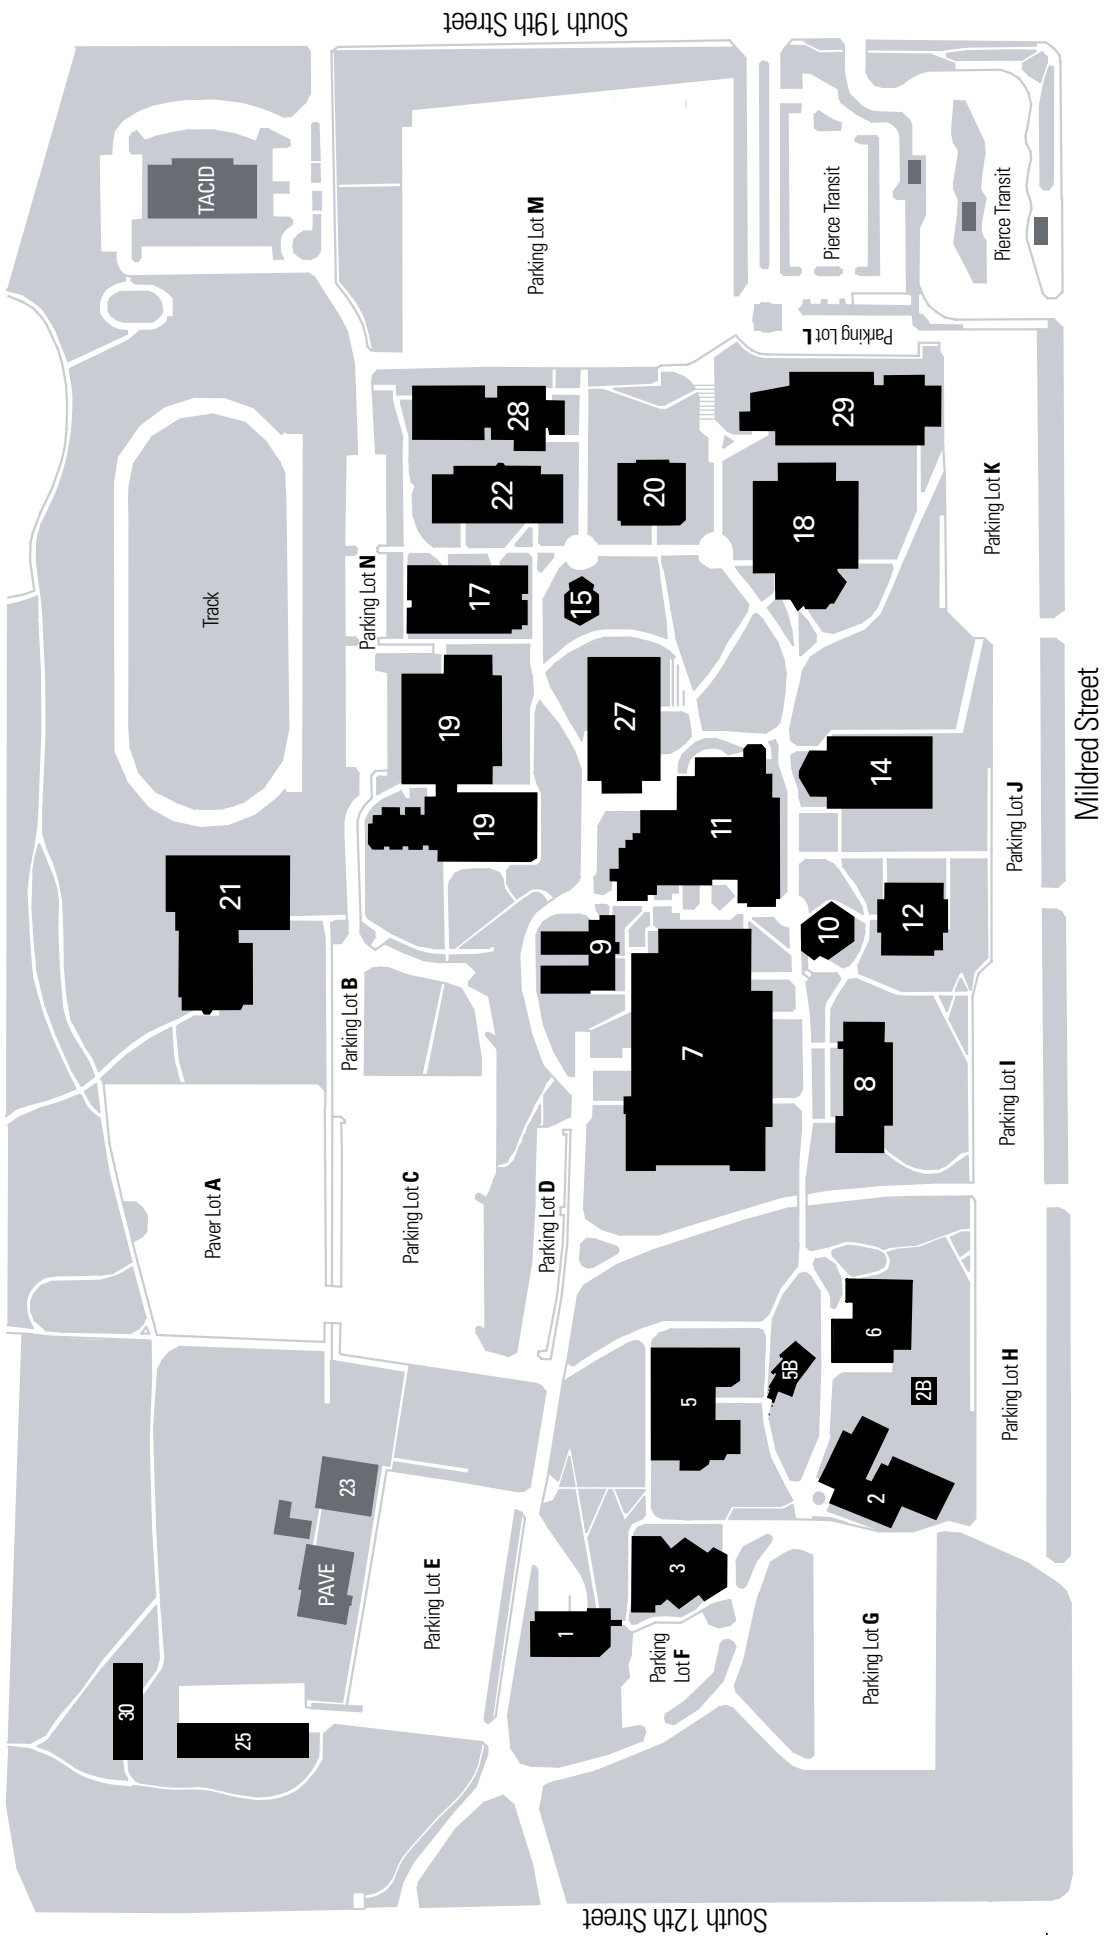 South 19th Street
TACID
Parking Lot M
Pierce Transit
Pierce Transit
Parking Lot L
28
29
22
20
18
Parking Lot K
Track
Parking Lot N
17
15
19
27
14
19
11
Parking Lot J
Mildred Street
21
9
10
12
Parking Lot B
7
8
Parking Lot I
Paver Lot A
Parking Lot C
Parking Lot D
6
5
5B
2B
Parking Lot H
23
2
PAVE
Parking Lot E
3
1
Parking
Lot F
Parking Lot G
30
25
South 12th Street